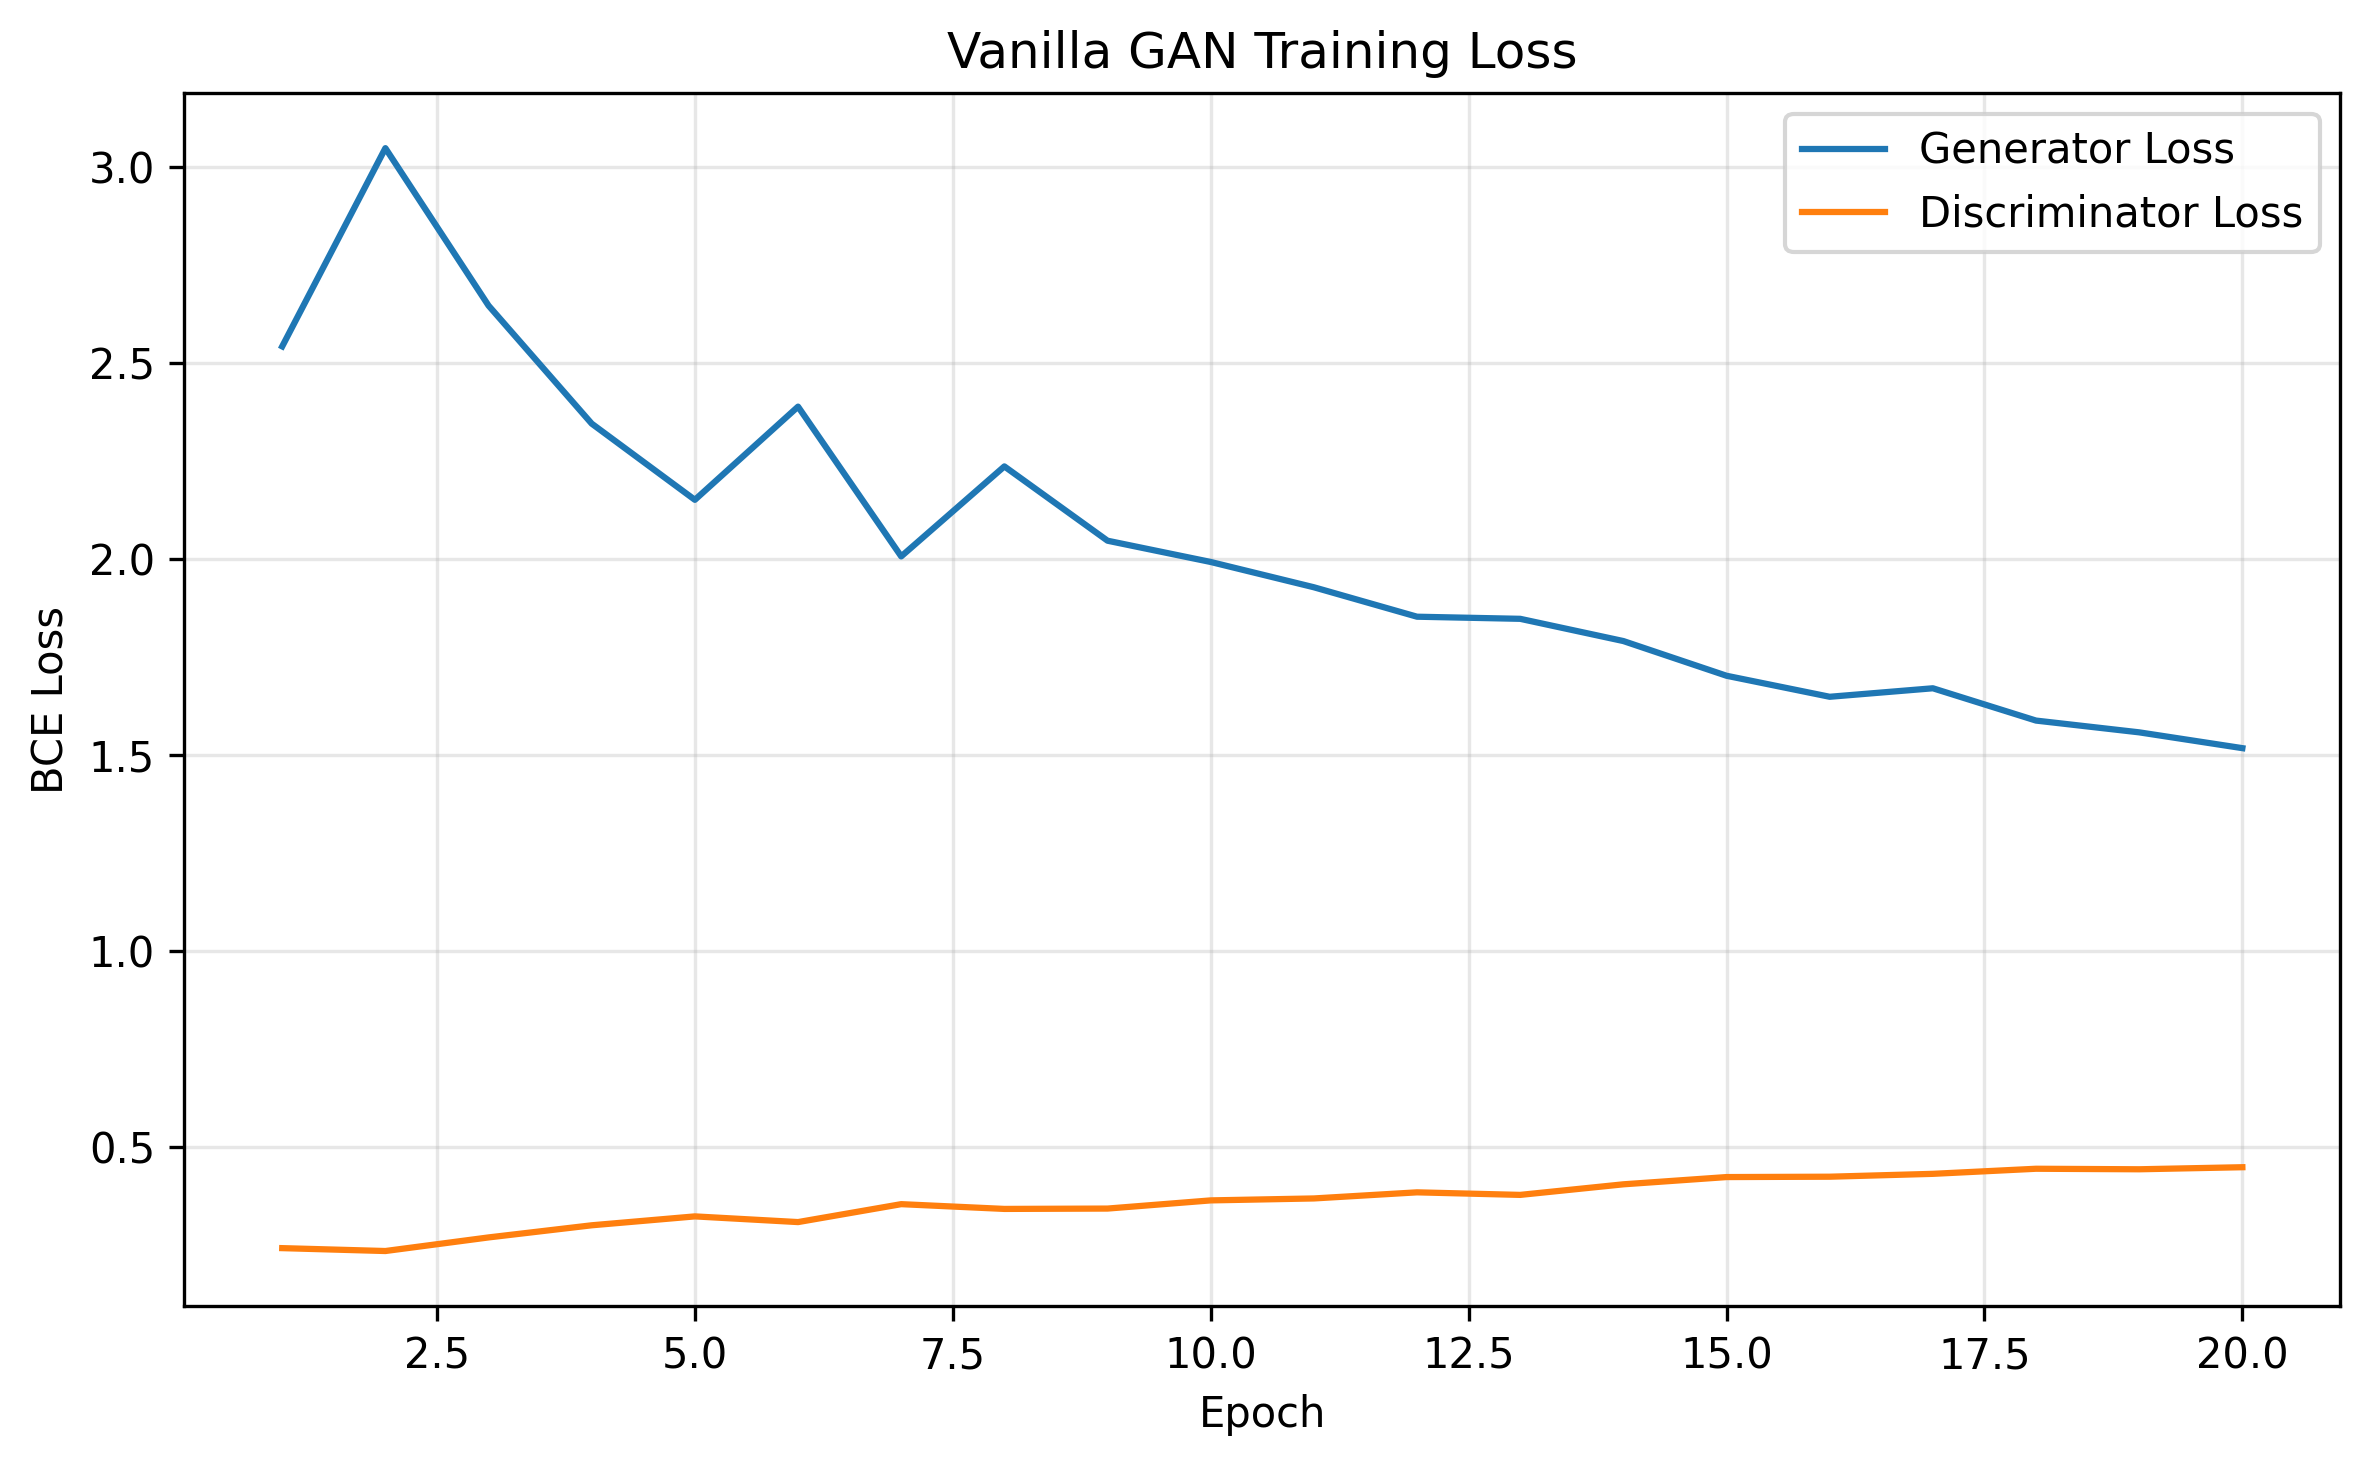 Vanilla GAN Training Loss
Generator Loss
Discriminator Loss
BCE Loss
3.0
2.5
2.0
1.5
1.0
0.5
2.5 5.0 7.5 10.0 12.5 15.0 17.5 20.0
Epoch